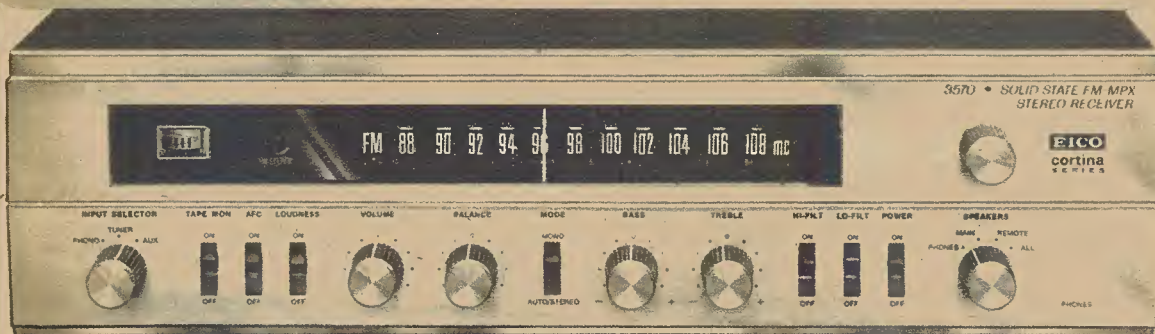 3570 • SOLID STATE FM MPX
STEREO RECEIVER
FM 88 90 92 94 96 98 100 102 104 106 108 mc
EICO
cortina
SERIES
INPUT SELECTOR TAPE MON AFC LOUDNESS VOLUME BALANCE MODE BASS TREBLE HI-FILT LO-FILT POWER SPEAKERS
TUNER ON ON ON MONO ON ON ON MAIN REMOTE
PHONO AUX PHONES ALL
OFF OFF OFF AUTO/STEREO - + - + OFF OFF OFF PHONES